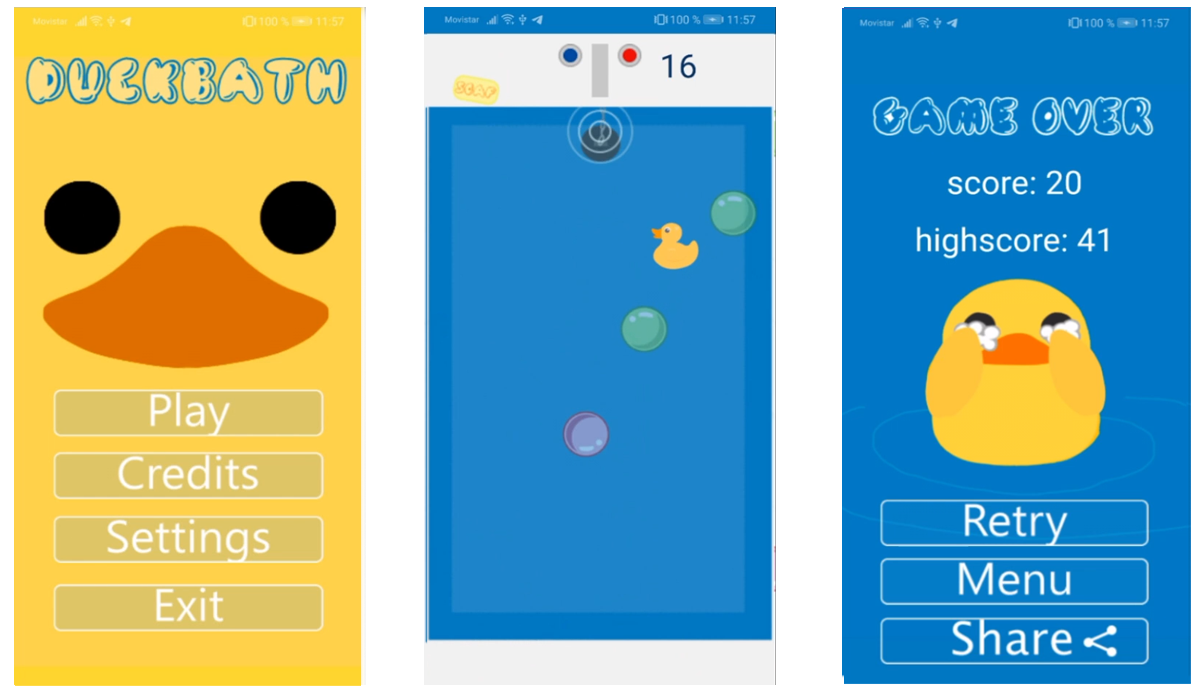 Movistar 100 % 11:57
DUCKBATH
Play
Credits
Settings
Exit
Movistar 100 % 11:57
16
SOAP
Movistar 100 % 11:57
GAME OVER
score: 20
highscore: 41
Retry
Menu
Share